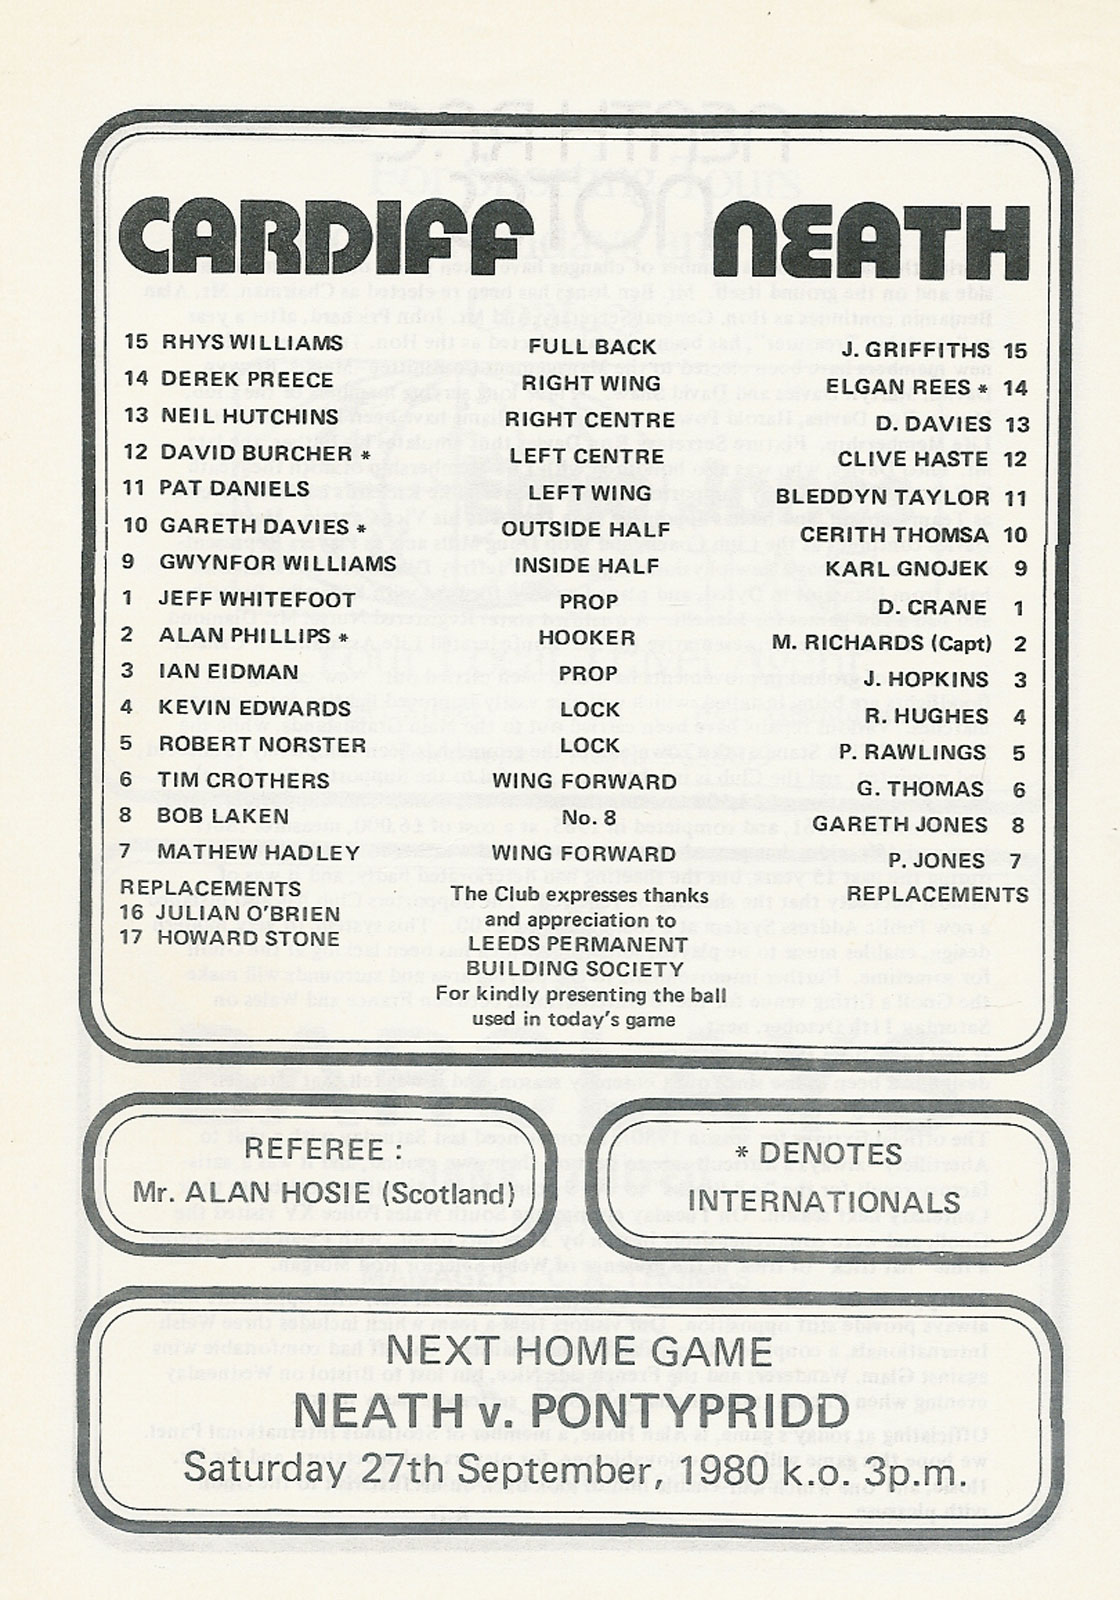 CARDIFF NEATH
15 RHYS WILLIAMS FULL BACK J. GRIFFITHS 15
14 DEREK PREECE RIGHT WING ELGAN REES * 14
13 NEIL HUTCHINS RIGHT CENTRE D. DAVIES 13
12 DAVID BURCHER * LEFT CENTRE CLIVE HASTE 12
11 PAT DANIELS LEFT WING BLEDDYN TAYLOR 11
10 GARETH DAVIES * OUTSIDE HALF CERITH THOMSA 10
9 GWYNFOR WILLIAMS INSIDE HALF KARL GNOJEK 9
1 JEFF WHITEFOOT PROP D. CRANE 1
2 ALAN PHILLIPS * HOOKER M. RICHARDS (Capt) 2
3 IAN EIDMAN PROP J. HOPKINS 3
4 KEVIN EDWARDS LOCK R. HUGHES 4
5 ROBERT NORSTER LOCK P. RAWLINGS 5
6 TIM CROTHERS WING FORWARD G. THOMAS 6
8 BOB LAKEN No. 8 GARETH JONES 8
7 MATHEW HADLEY WING FORWARD P. JONES 7
REPLACEMENTS The Club expresses thanks REPLACEMENTS
16 JULIAN O'BRIEN and appreciation to
17 HOWARD STONE LEEDS PERMANENT
BUILDING SOCIETY
For kindly presenting the ball
used in today's game
REFEREE :
Mr. ALAN HOSIE (Scotland)
* DENOTES
INTERNATIONALS
NEXT HOME GAME
NEATH v. PONTYPRIDD
Saturday 27th September, 1980 k.o. 3p.m.